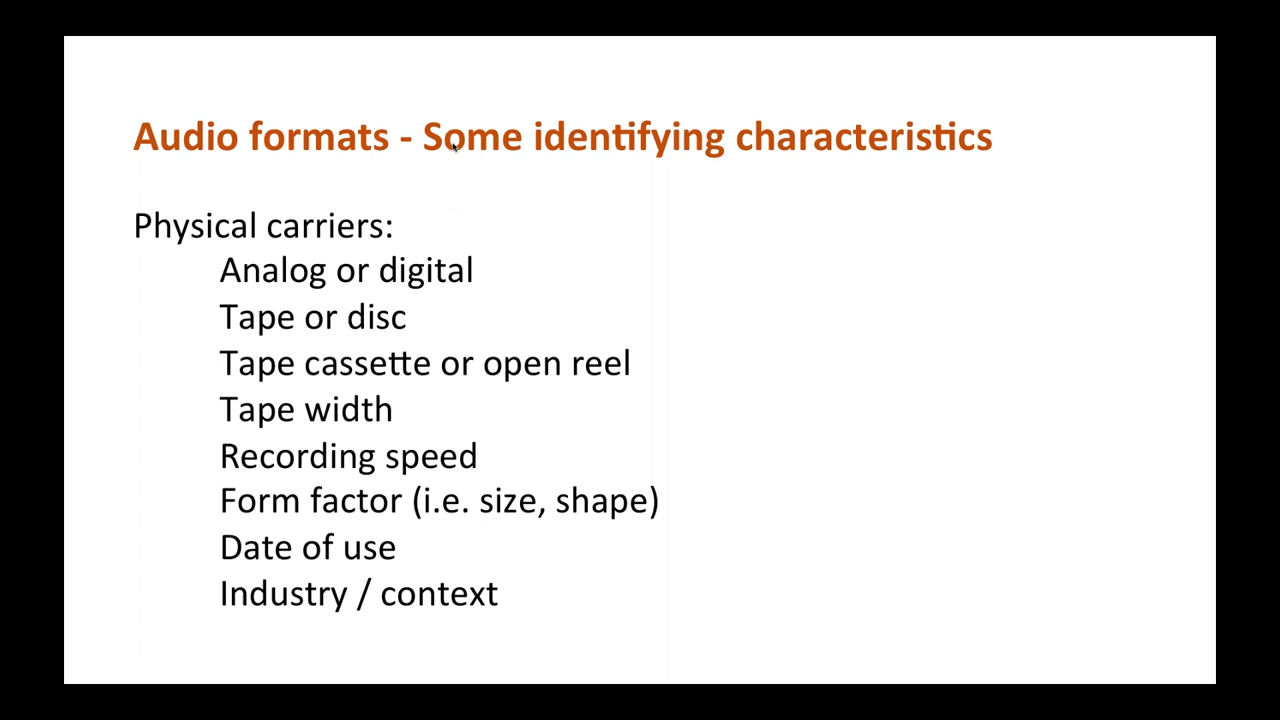 Audio formats - Some identifying characteristics
Physical carriers:
Analog or digital
Tape or disc
Tape cassette or open reel
Tape width
Recording speed
Form factor (i.e. size, shape)
Date of use
Industry / context